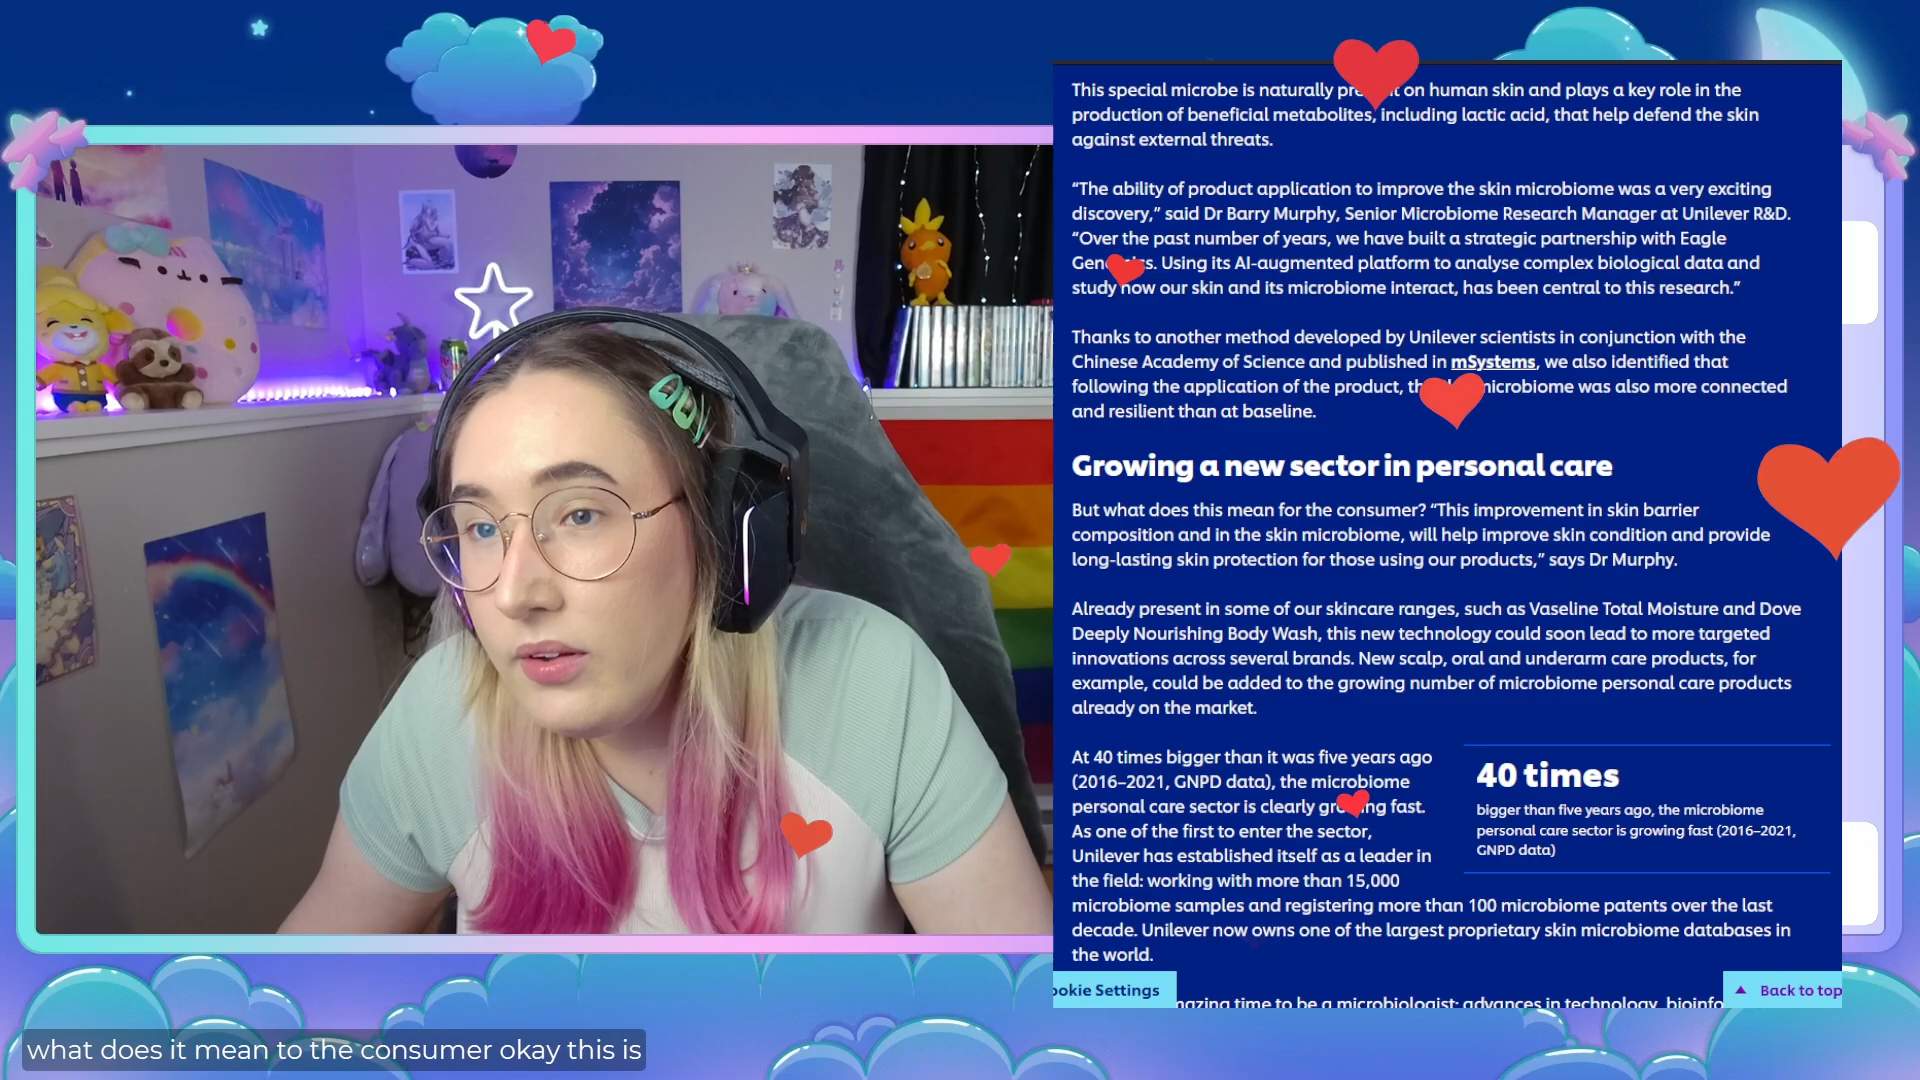 This special microbe is naturally on human skin and plays a key role in the
production of beneficial metabolites, including lactic acid, that help defend the skin
against external threats.
“The ability of product application to improve the skin microbiome was a very exciting
discovery,” said Dr Barry Murphy, Senior Microbiome Research Manager at Unilever R&D.
“Over the past number of years, we have built a strategic partnership with Eagle
Using its AI-augmented platform to analyse complex biological data and
study how our skin and its microbiome interact, has been central to this research.”
Thanks to another method developed by Unilever scientists in conjunction with the
Chinese Academy of Science and published in mSystems, we also identified that
following the application of the product, microbiome was also more connected
and resilient than at baseline.
Growing a new sector in personal care
But what does this mean for the consumer? “This improvement in skin barrier
composition and in the skin microbiome, will help improve skin condition and provide
long-lasting skin protection for those using our products,” says Dr Murphy.
Already present in some of our skincare ranges, such as Vaseline Total Moisture and Dove
Deeply Nourishing Body Wash, this new technology could soon lead to more targeted
innovations across several brands. New scalp, oral and underarm care products, for
example, could be added to the growing number of microbiome personal care products
already on the market.
At 40 times bigger than it was five years ago
(2016–2021, GNPD data), the microbiome
personal care sector is clearly growing fast.
As one of the first to enter the sector,
Unilever has established itself as a leader in
the field: working with more than 15,000
microbiome samples and registering more than 100 microbiome patents over the last
decade. Unilever now owns one of the largest proprietary skin microbiome databases in
the world.
40 times
bigger than five years ago, the microbiome
personal care sector is growing fast (2016–2021,
GNPD data)
ookie Settings
time to be a microbiologist: advances in technology,
Back to top
what does it mean to the consumer okay this is